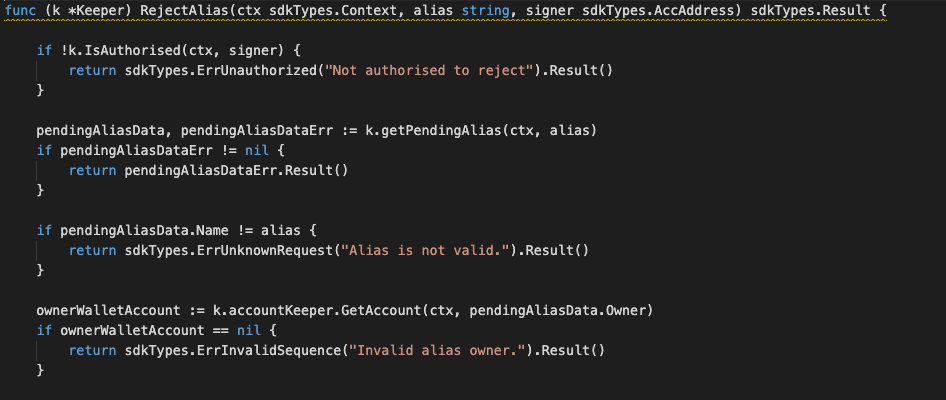 func (k *Keeper) RejectAlias(ctx sdkTypes.Context, alias string, signer sdkTypes.AccAddress) sdkTypes.Result {
if !k.IsAuthorised(ctx, signer) {
return sdkTypes.ErrUnauthorized("Not authorised to reject").Result()
}
pendingAliasData, pendingAliasDataErr := k.getPendingAlias(ctx, alias)
if pendingAliasDataErr != nil {
return pendingAliasDataErr.Result()
}
if pendingAliasData.Name != alias {
return sdkTypes.ErrUnknownRequest("Alias is not valid.").Result()
}
ownerWalletAccount := k.accountKeeper.GetAccount(ctx, pendingAliasData.Owner)
if ownerWalletAccount == nil {
return sdkTypes.ErrInvalidSequence("Invalid alias owner.").Result()
}